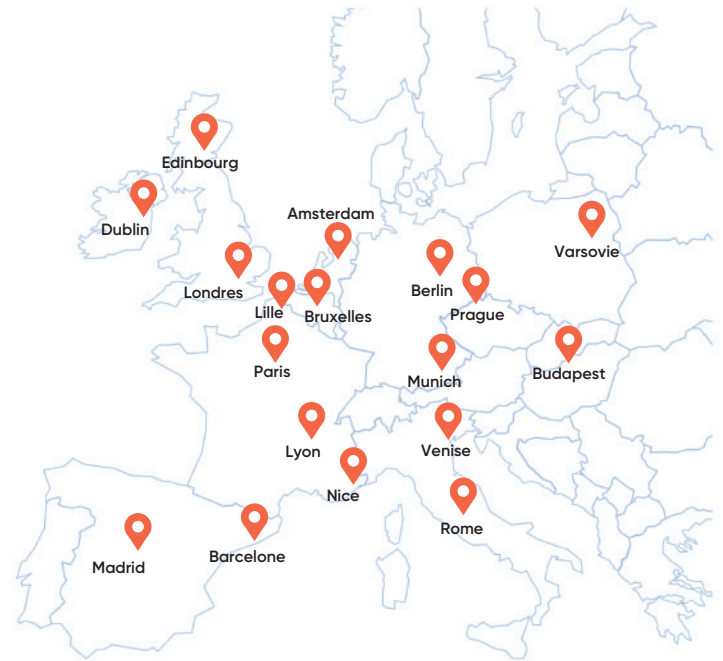 Edinbourg
Amsterdam
Dublin
Varsovie
Londres
Berlin
Lille
Bruxelles
Prague
Paris
Budapest
Munich
Lyon
Venise
Nice
Rome
Barcelone
Madrid